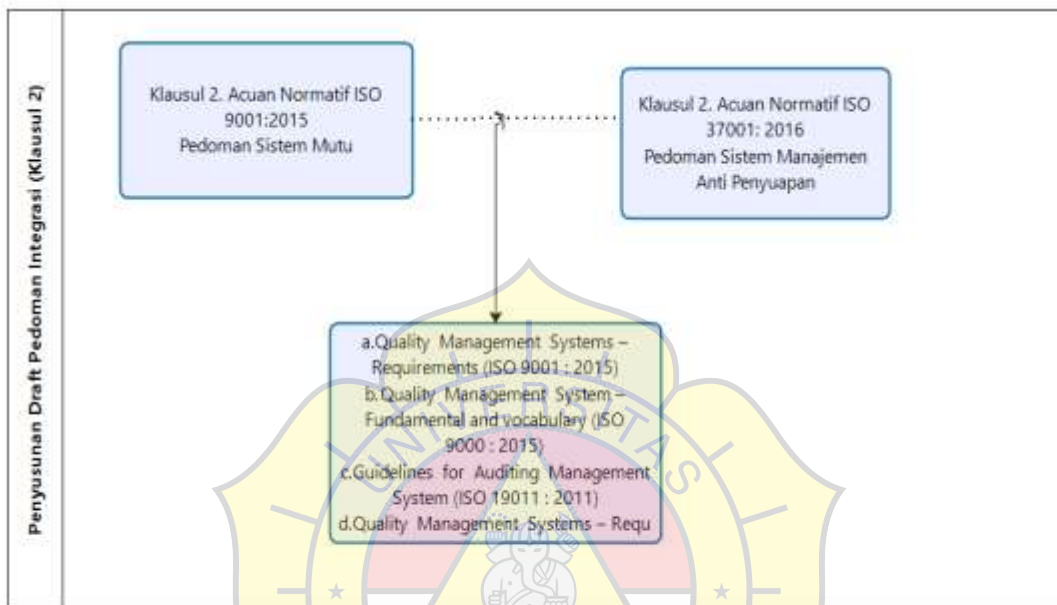 Penyusunan Draft Pedoman Integrasi (Klausul 2)
Klausul 2. Acuan Normatif ISO
9001:2015
Pedoman Sistem Mutu
Klausul 2. Acuan Normatif ISO
37001: 2016
Pedoman Sistem Manajemen
Anti Penyuapan
a.Quality Management Systems –
Requirements (ISO 9001 : 2015)
b.Quality Management System –
Fundamental and vocabulary (ISO
9000 : 2015)
c.Guidelines for Auditing Management
System (ISO 19011 : 2011)
d.Quality Management Systems – Requ
UNIVERSITAS